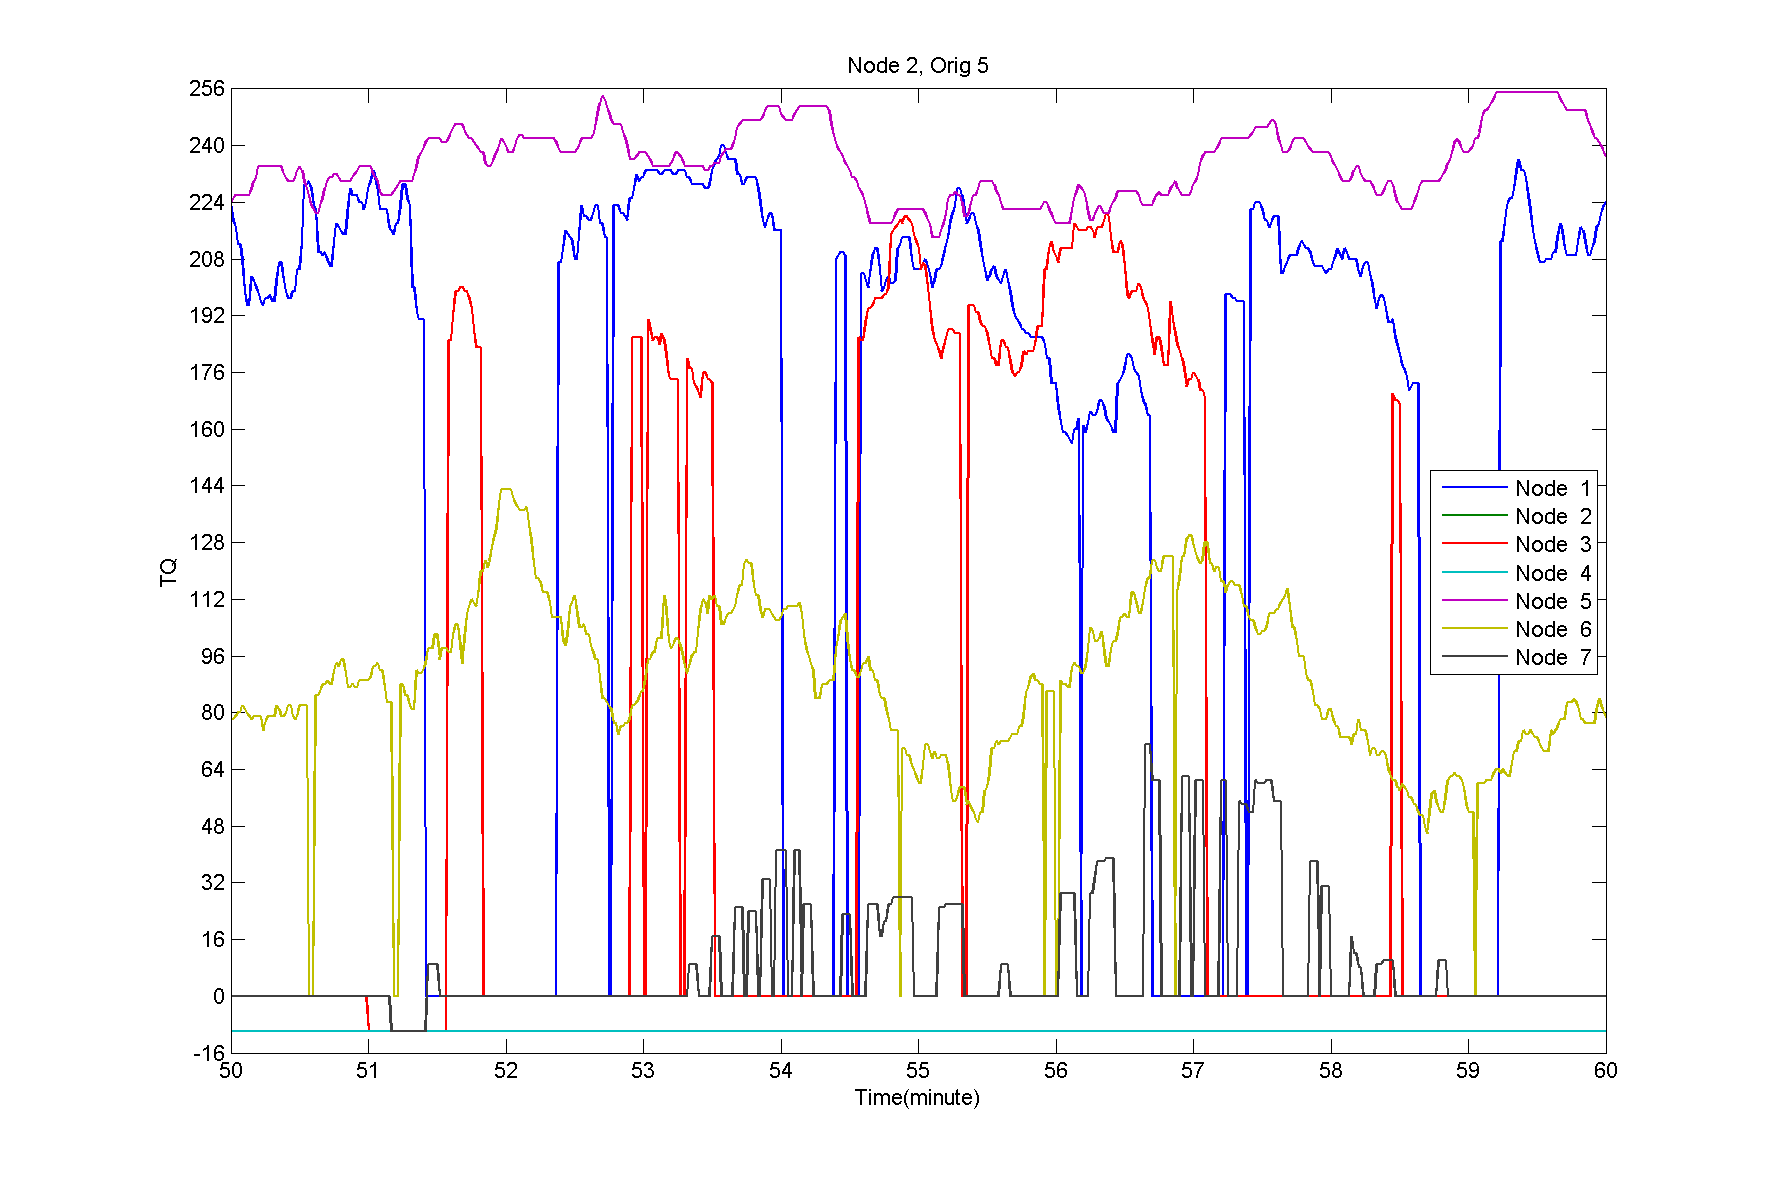 Node 2, Orig 5
256
240
224
208
192
176
160
144
128
112
96
80
64
48
32
16
0
-16
TQ
50 51 52 53 54 55 56 57 58 59 60
Time(minute)
Node 1
Node 2
Node 3
Node 4
Node 5
Node 6
Node 7